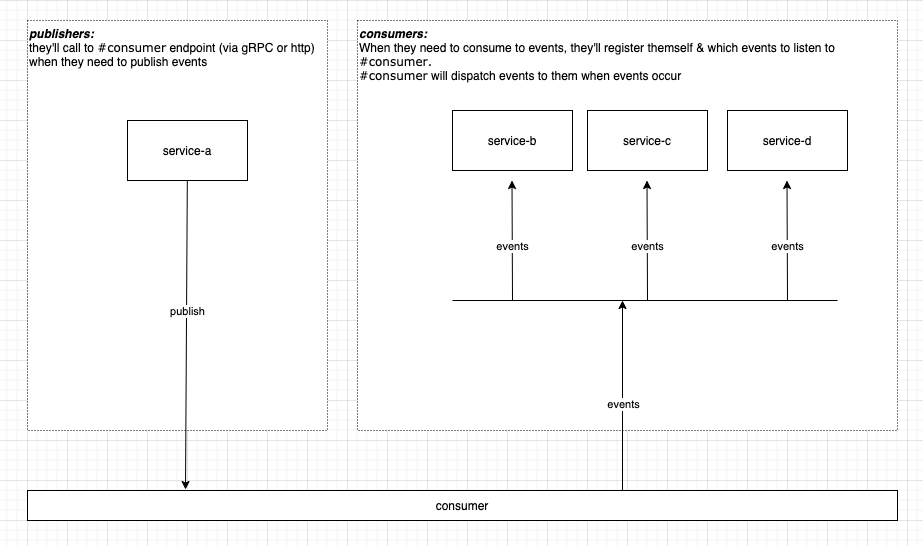 publishers:
they'll call to #consumer endpoint (via gRPC or http)
when they need to publish events
consumers:
When they need to consume to events, they'll register themself & which events to listen to
#consumer.
#consumer will dispatch events to them when events occur
service-a
service-b
service-c
service-d
events
events
events
publish
events
consumer